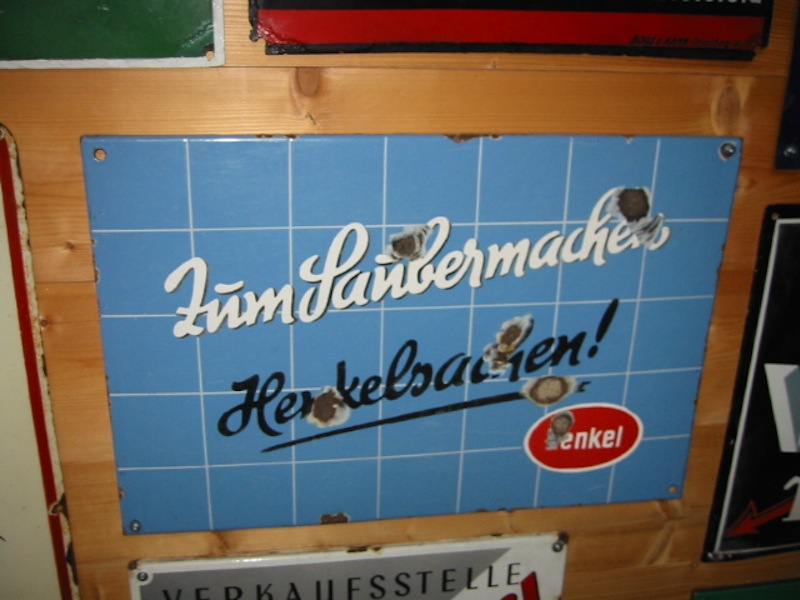 Zum Saubermachen
Henkelsachen!
Henkel
VERKAUFSSTELLE